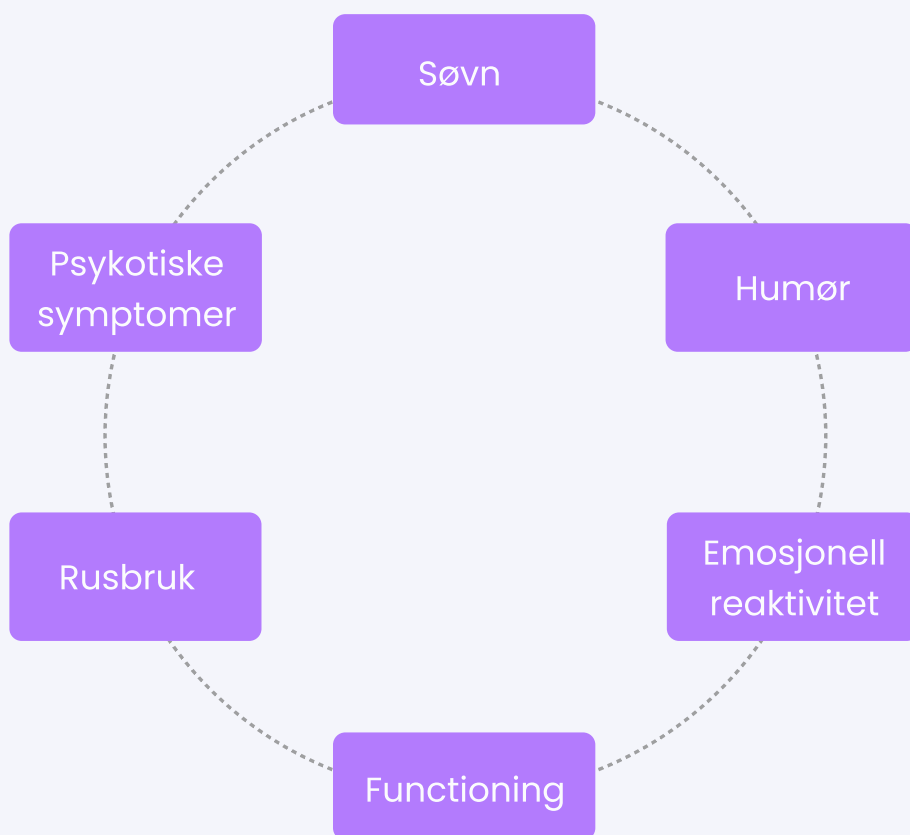 Søvn
Psykotiske
symptomer
Humør
Rusbruk
Emosjonell
reaktivitet
Functioning